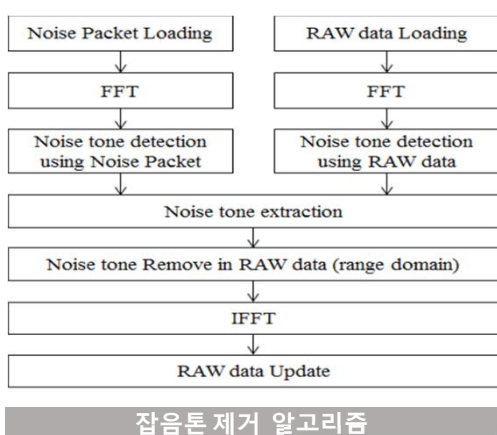 Noise Packet Loading
RAW data Loading
FFT
FFT
Noise tone detection
using Noise Packet
Noise tone detection
using RAW data
Noise tone extraction
Noise tone Remove in RAW data (range domain)
IFFT
RAW data Update
잡음톤 제거 알고리즘